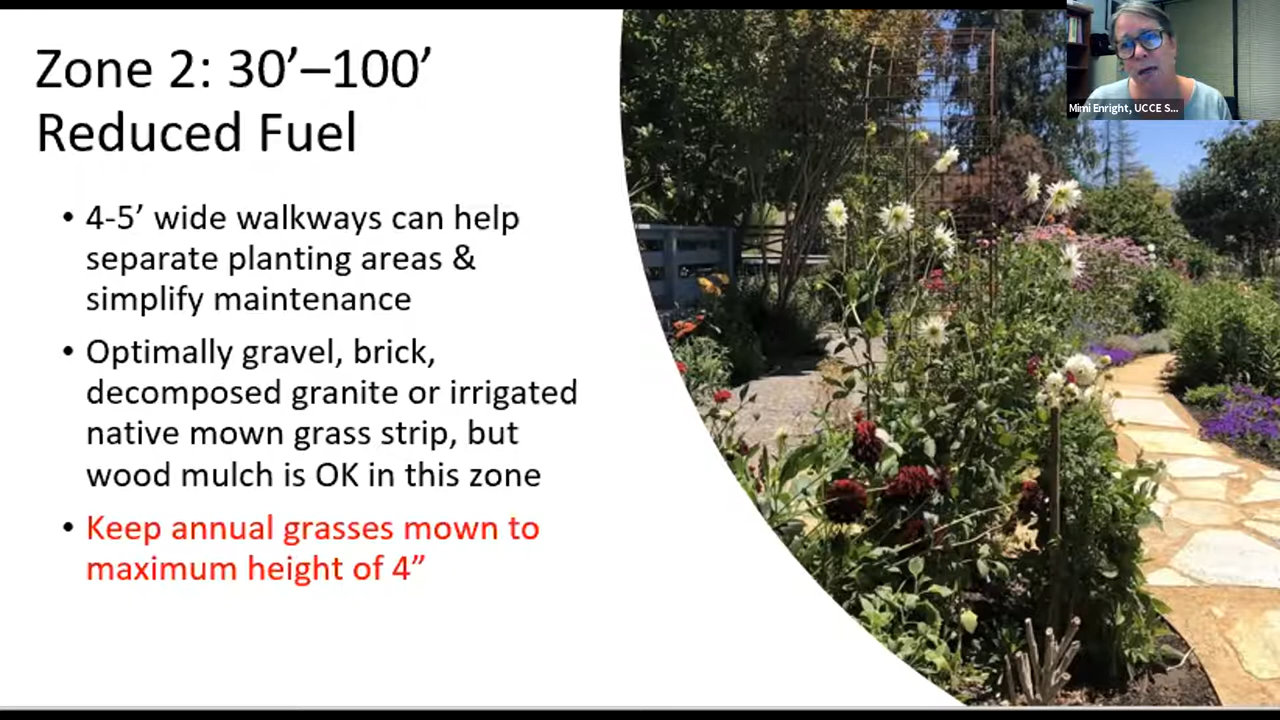 Zone 2: 30’–100’
Reduced Fuel
• 4-5’ wide walkways can help
separate planting areas &
simplify maintenance
• Optimally gravel, brick,
decomposed granite or irrigated
native mown grass strip, but
wood mulch is OK in this zone
• Keep annual grasses mown to
maximum height of 4”
Mimi Enright, UCCE S...